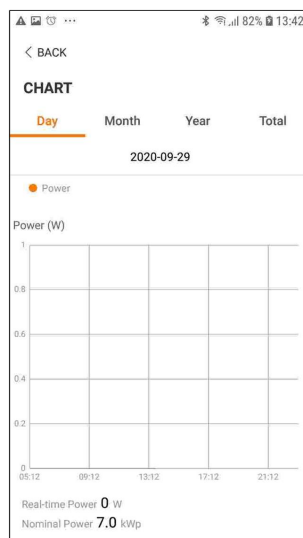 82% 13:42
< BACK
CHART
Day Month Year Total
2020-09-29
Power
Power (W)
1
0.8
0.6
0.4
0.2
0
05:12 09:12 13:12 17:12 21:12
Real-time Power 0 W
Nominal Power 7.0 kWp